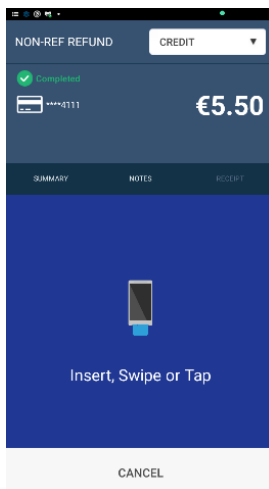 NON-REF REFUND
CREDIT
Completed
****4111
€5.50
SUMMARY
NOTES
RECEIPT
Insert, Swipe or Tap
CANCEL